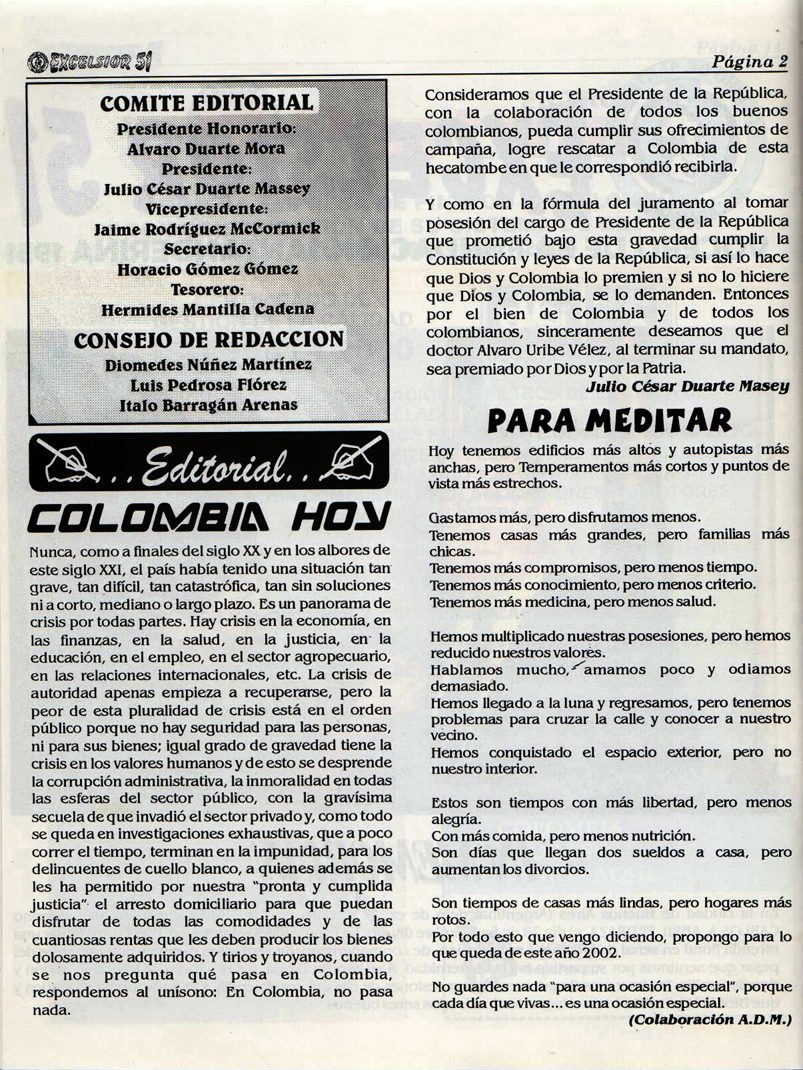 EXCELSIOR 51
Página 2
COMITE EDITORIAL
Presidente Honorario:
Alvaro Duarte Mora
Presidente:
Julio César Duarte Massey
Vicepresidente:
Jaime Rodríguez McCormick
Secretario:
Horacio Gómez Gómez
Tesorero:
Hermides Mantilla Cadena
CONSEJO DE REDACCION
Diomedes Núñez Martínez
Luis Pedrosa Flórez
Italo Barragán Arenas
...Editorial...
COLOMBIA HOY
Nunca, como a finales del siglo XX y en los albores de
este siglo XXI, el país había tenido una situación tan
grave, tan difícil, tan catastrófica, tan sin soluciones
ni a corto, mediano o largo plazo. Es un panorama de
crisis por todas partes. Hay crisis en la economía, en
las finanzas, en la salud, en la justicia, en la
educación, en el empleo, en el sector agropecuario,
en las relaciones internacionales, etc. La crisis de
autoridad apenas empieza a recuperarse, pero la
peor de esta pluralidad de crisis está en el orden
público porque no hay seguridad para las personas,
ni para sus bienes; igual grado de gravedad tiene la
crisis en los valores humanos y de esto se desprende
la corrupción administrativa, la inmoralidad en todas
las esferas del sector público, con la gravísima
secuela de que invadió el sector privado y, como todo
se queda en investigaciones exhaustivas, que a poco
correr el tiempo, terminan en la impunidad, para los
delincuentes de cuello blanco, a quienes además se
les ha permitido por nuestra "pronta y cumplida
justicia" el arresto domiciliario para que puedan
disfrutar de todas las comodidades y de las
cuantiosas rentas que les deben producir los bienes
dolosamente adquiridos. Y tirios y troyanos, cuando
se nos pregunta qué pasa en Colombia,
respondemos al unísono: En Colombia, no pasa
nada.
Consideramos que el Presidente de la República,
con la colaboración de todos los buenos
colombianos, pueda cumplir sus ofrecimientos de
campaña, logre rescatar a Colombia de esta
hecatombe en que le correspondió recibirla.
Y como en la fórmula del juramento al tomar
posesión del cargo de Presidente de la República
que prometió bajo esta gravedad cumplir la
Constitución y leyes de la República, si así lo hace
que Dios y Colombia lo premien y si no lo hiciere
que Dios y Colombia, se lo demanden. Entonces
por el bien de Colombia y de todos los
colombianos, sinceramente deseamos que el
doctor Alvaro Uribe Vélez, al terminar su mandato,
sea premiado por Dios y por la Patria.
Julio César Duarte Masey
PARA MEDITAR
Hoy tenemos edificios más altos y autopistas más
anchas, pero Temperamentos más cortos y puntos de
vista más estrechos.
Gastamos más, pero disfrutamos menos.
Tenemos casas más grandes, pero familias más
chicas.
Tenemos más compromisos, pero menos tiempo.
Tenemos más conocimiento, pero menos criterio.
Tenemos más medicina, pero menos salud.
Hemos multiplicado nuestras posesiones, pero hemos
reducido nuestros valores.
Hablamos mucho, amamos poco y odiamos
demasiado.
Hemos llegado a la luna y regresamos, pero tenemos
problemas para cruzar la calle y conocer a nuestro
vecino.
Hemos conquistado el espacio exterior, pero no
nuestro interior.
Estos son tiempos con más libertad, pero menos
alegría.
Con más comida, pero menos nutrición.
Son días que llegan dos sueldos a casa, pero
aumentan los divorcios.
Son tiempos de casas más lindas, pero hogares más
rotos.
Por todo esto que vengo diciendo, propongo para lo
que queda de este año 2002.
No guardes nada "para una ocasión especial", porque
cada día que vivas... es una ocasión especial.
(Colaboración A.D.M.)